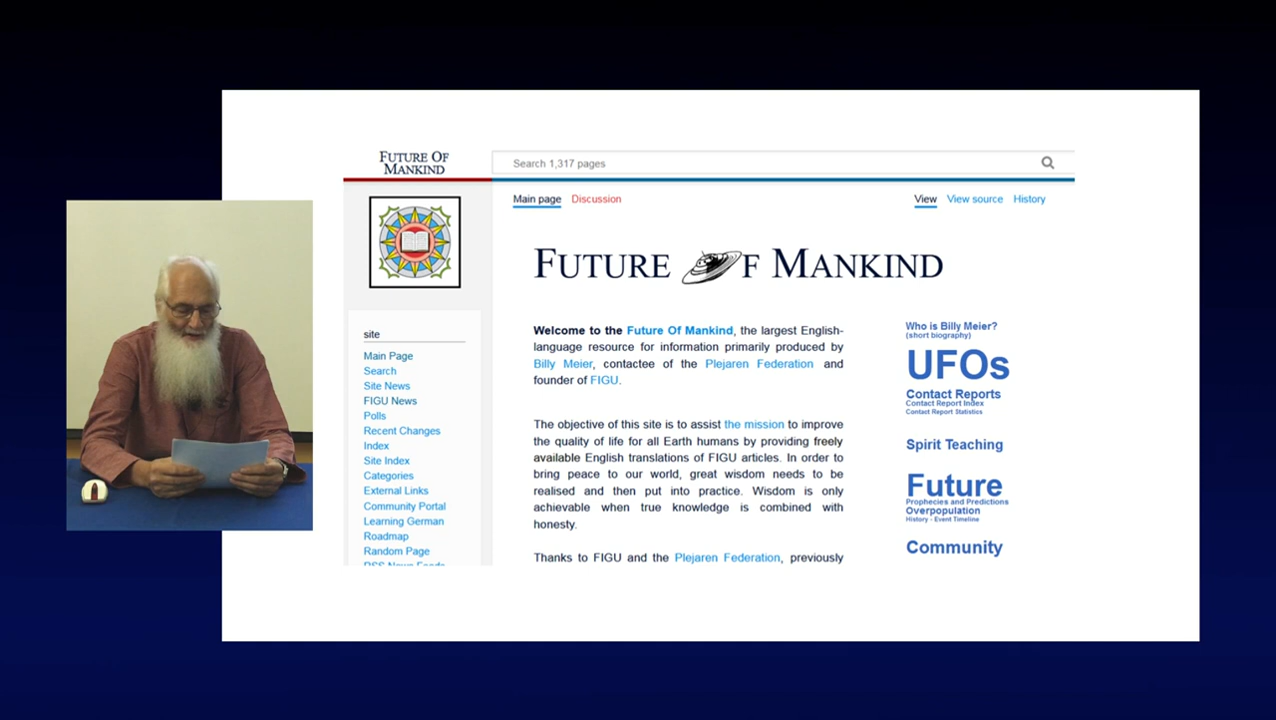 FUTURE OF
MANKIND
Search 1,317 pages
Main page Discussion
View View source History
FUTURE OF MANKIND
site
Main Page
Search
Site News
FIGU News
Polls
Recent Changes
Index
Site Index
Categories
External Links
Community Portal
Learning German
Roadmap
Random Page
RSS News Feeds
Welcome to the Future Of Mankind, the largest English-
language resource for information primarily produced by
Billy Meier, contactee of the Plejaren Federation and
founder of FIGU.
The objective of this site is to assist the mission to improve
the quality of life for all Earth humans by providing freely
available English translations of FIGU articles. In order to
bring peace to our world, great wisdom needs to be
realised and then put into practice. Wisdom is only
achievable when true knowledge is combined with
honesty.
Thanks to FIGU and the Plejaren Federation, previously
Who is Billy Meier?
(short biography)
UFOs
Contact Reports
Contact Report Index
Contact Report Statistics
Spirit Teaching
Future
Prophecies and Predictions
Overpopulation
History - Event Timeline
Community